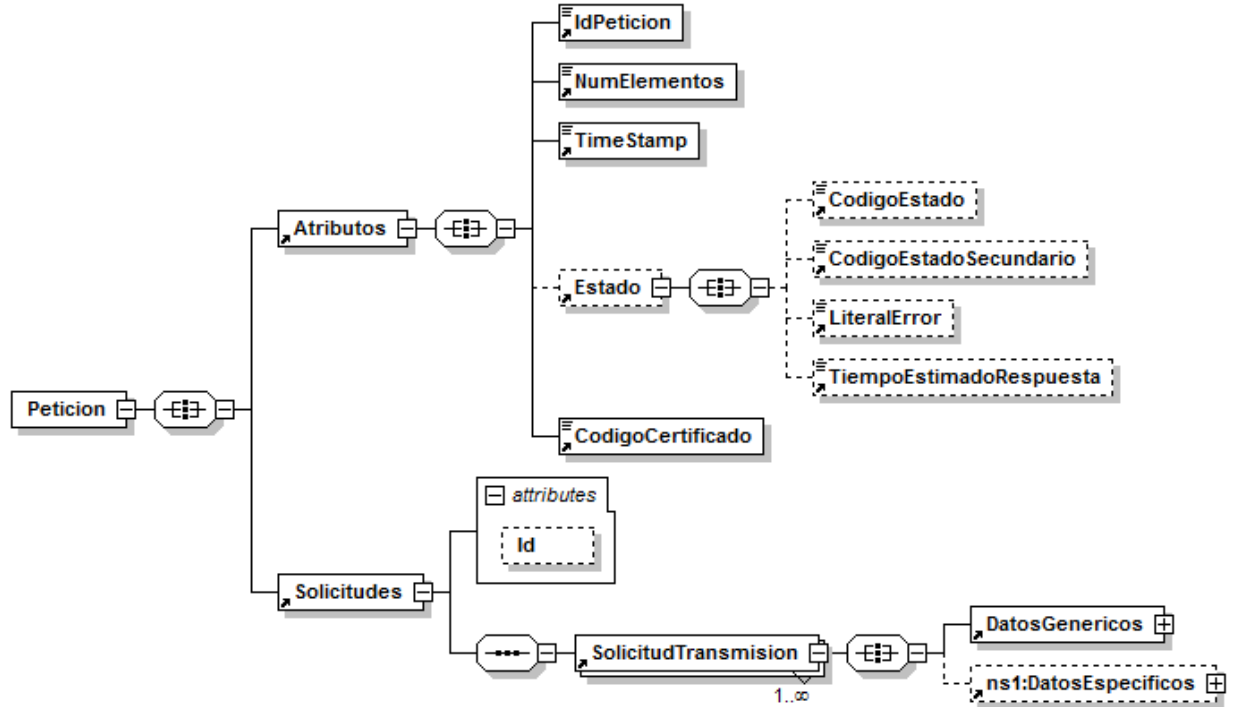 IdPeticion
NumElementos
TimeStamp
CodigoEstado
Atributos
CodigoEstadoSecundario
Estado
LiteralError
TiempoEstimadoRespuesta
Peticion
CodigoCertificado
attributes
Id
Solicitudes
DatosGenericos
SolicitudTransmision
ns1:DatosEspecificos
1..∞